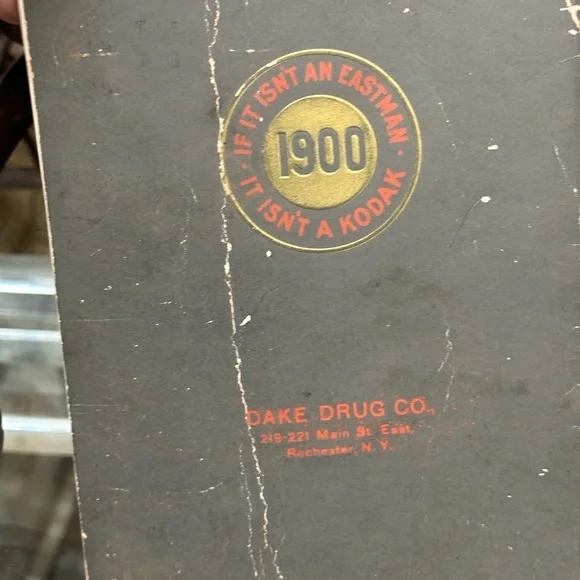 IF IT ISN'T AN EASTMAN ·
IT ISN'T A KODAK ·
1900
DAKE DRUG CO.,
219-221 Main St. East,
Rochester, N. Y.